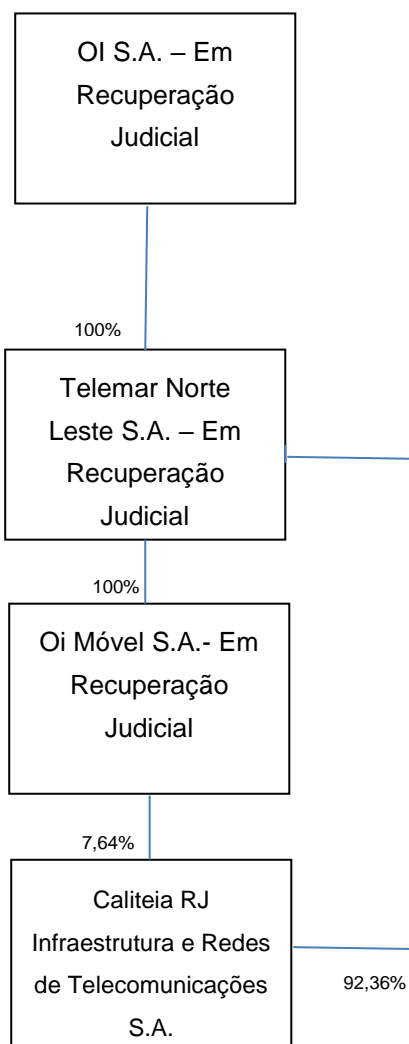 OI S.A. – Em
Recuperação
Judicial
100%
Telemar Norte
Leste S.A. – Em
Recuperação
Judicial
100%
Oi Móvel S.A.- Em
Recuperação
Judicial
7,64%
Caliteia RJ
Infraestrutura e Redes
de Telecomunicações
S.A.
92,36%